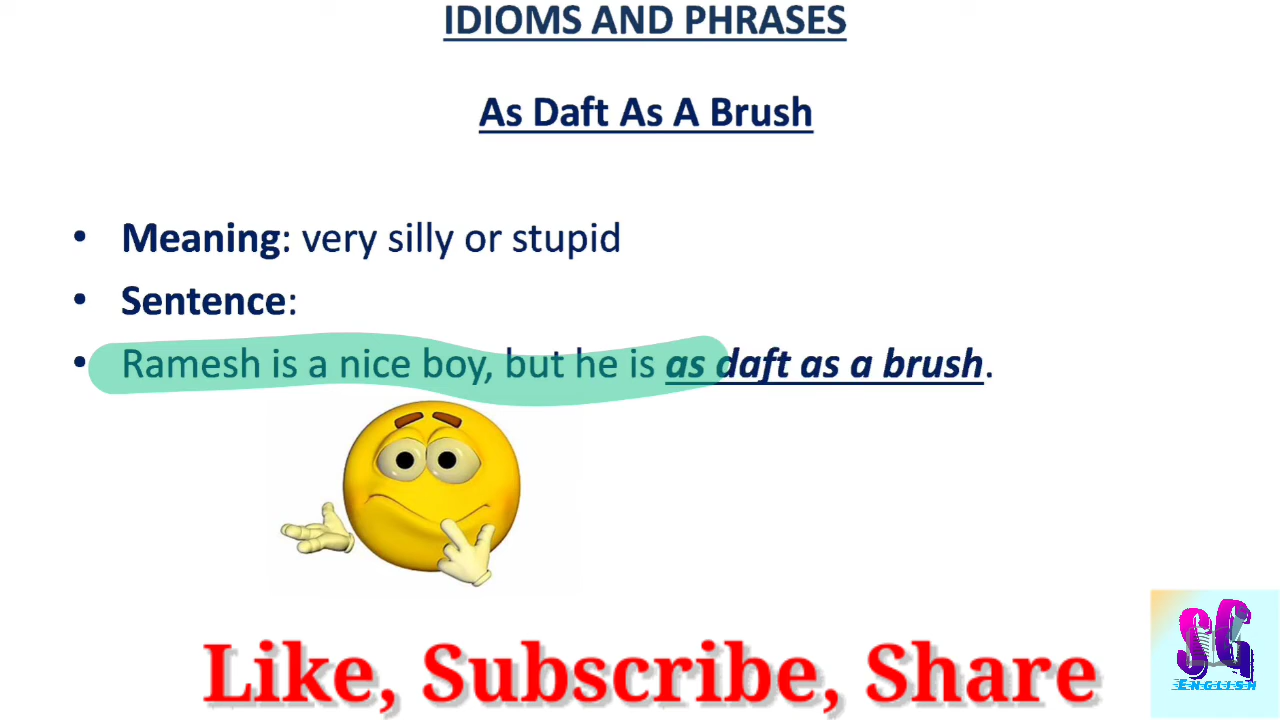 IDIOMS AND PHRASES
As Daft As A Brush
• Meaning: very silly or stupid
• Sentence:
• Ramesh is a nice boy, but he is as daft as a brush.
Like, Subscribe, Share
SG
ENGLISH